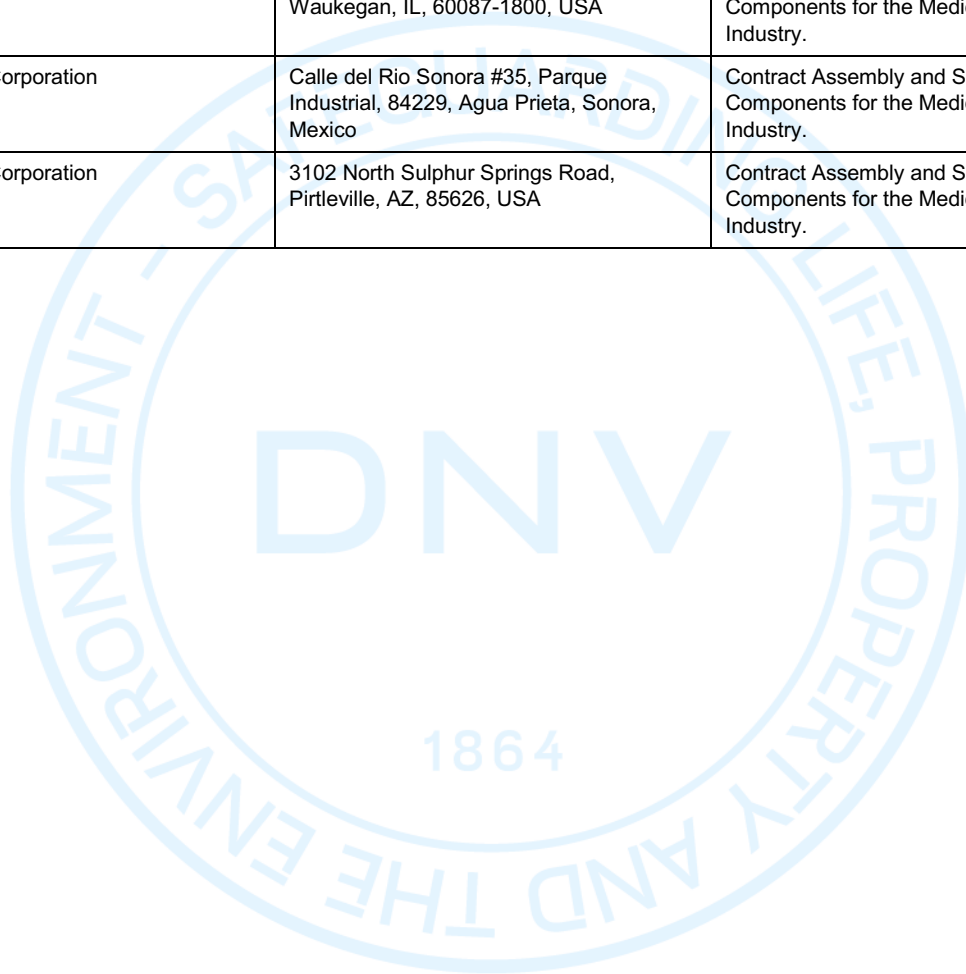 Waukegan, IL, 60087-1800, USA
Components for the Medi
Industry.
orporation
Calle del Rio Sonora #35, Parque
Industrial, 84229, Agua Prieta, Sonora,
Mexico
Contract Assembly and S
Components for the Medi
Industry.
orporation
3102 North Sulphur Springs Road,
Pirtleville, AZ, 85626, USA
Contract Assembly and S
Components for the Medi
Industry.
SAFEGUARDING LIFE, PROPERTY AND THE ENVIRONMENT –
DNV
1864